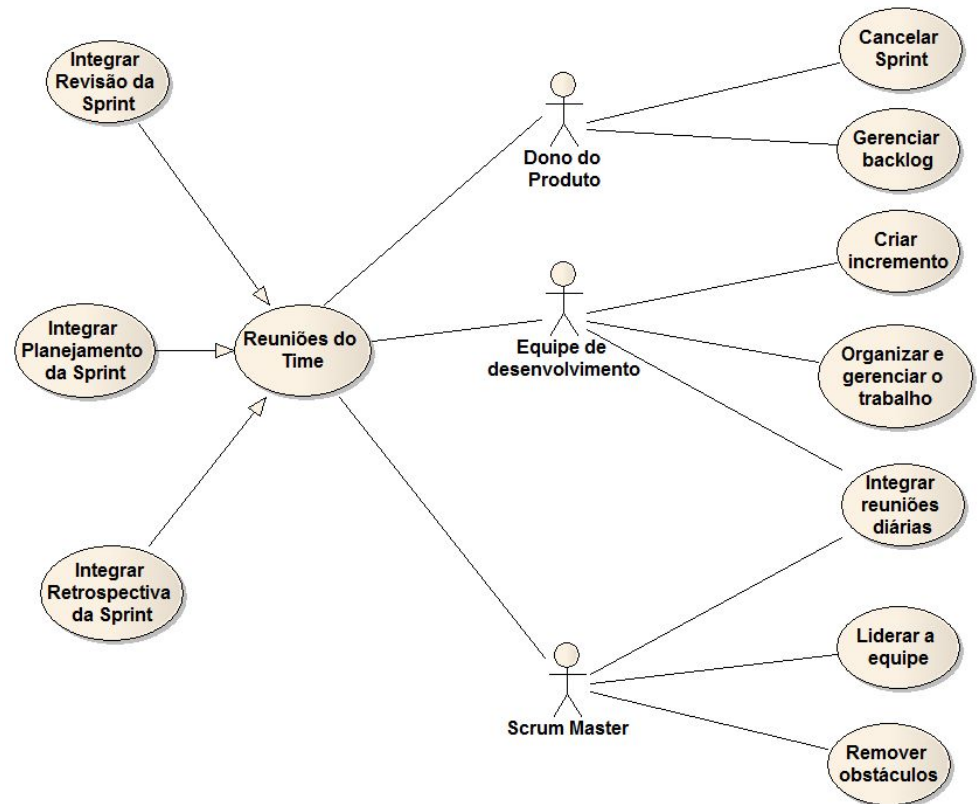 Integrar
Revisão da
Sprint
Integrar
Planejamento
da Sprint
Integrar
Retrospectiva
da Sprint
Reuniões do
Time
Dono do
Produto
Equipe de
desenvolvimento
Scrum Master
Cancelar
Sprint
Gerenciar
backlog
Criar
incremento
Organizar e
gerenciar o
trabalho
Integrar
reuniões
diárias
Liderar a
equipe
Remover
obstáculos